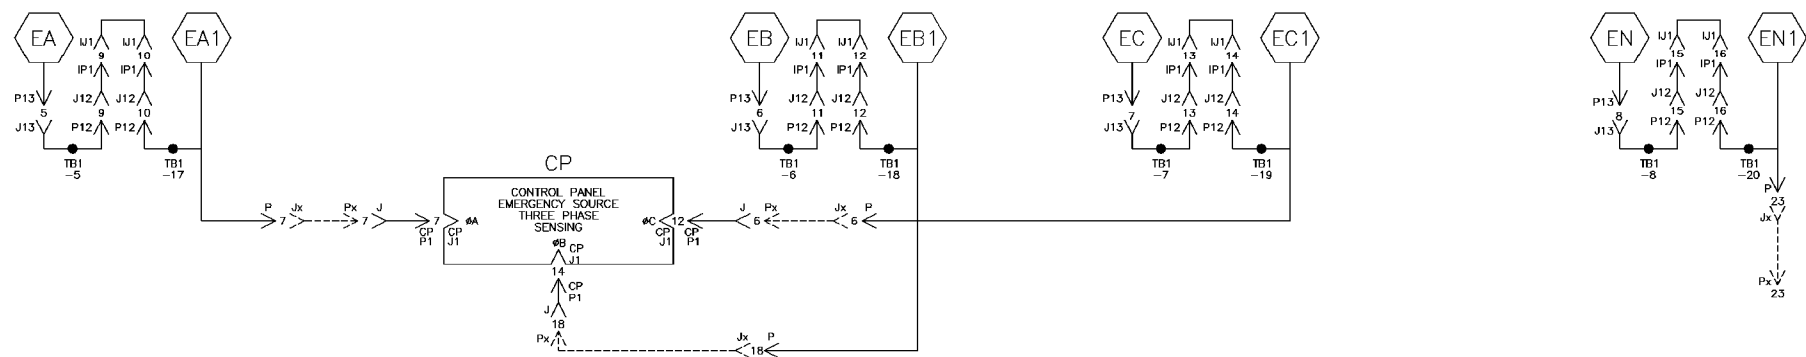 EA
IJ1
9
IJ1
10
EA1
IP1
IP1
P13
5
J12
9
J12
10
J13
P12
P12
TB1
-5
TB1
-17
EB
IJ1
11
IJ1
12
EB1
IP1
IP1
P13
6
J12
11
J12
12
J13
P12
P12
TB1
-6
TB1
-18
EC
IJ1
13
IJ1
14
EC1
IP1
IP1
P13
7
J12
13
J12
14
J13
P12
P12
TB1
-7
TB1
-19
EN
IJ1
15
IJ1
16
EN1
IP1
IP1
P13
8
J12
15
J12
16
J13
P12
P12
TB1
-8
TB1
-20
P
23
Jx
Px
23
CP
CONTROL PANEL
EMERGENCY SOURCE
THREE PHASE
SENSING
P
7
Jx
Px
7
J
7
CP
P1
CP
J1
øA
øC
CP
J1
12
CP
P1
J
6
Px
Jx
6
P
øB
CP
J1
14
CP
P1
J
18
Px
Jx
18
P